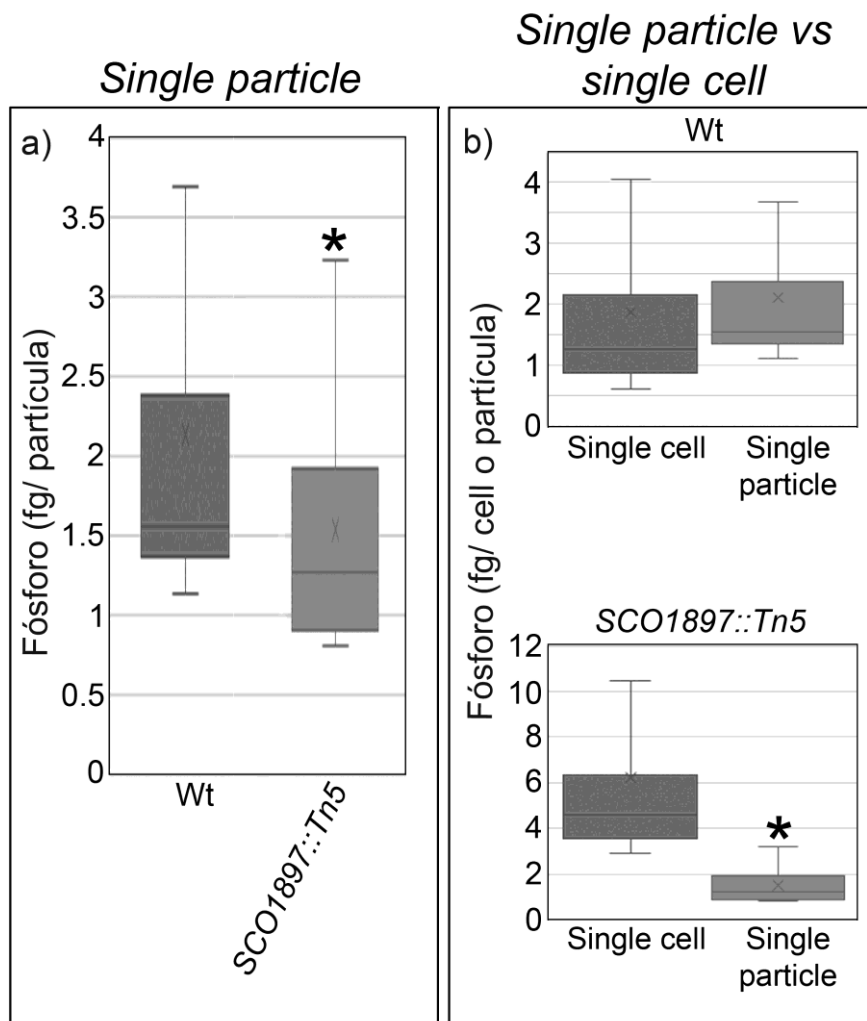 Single particle
a)
Fósforo (fg/ partícula)
4
3.5
3
2.5
2
1.5
1
0.5
0
*
Wt
SCO1897::Tn5
Single particle vs
single cell
b)
Fósforo (fg/ cell o partícula)
Wt
4
3
2
1
0
Single cell
Single
particle
SCO1897::Tn5
12
10
8
6
4
2
0
*
Single cell
Single
particle